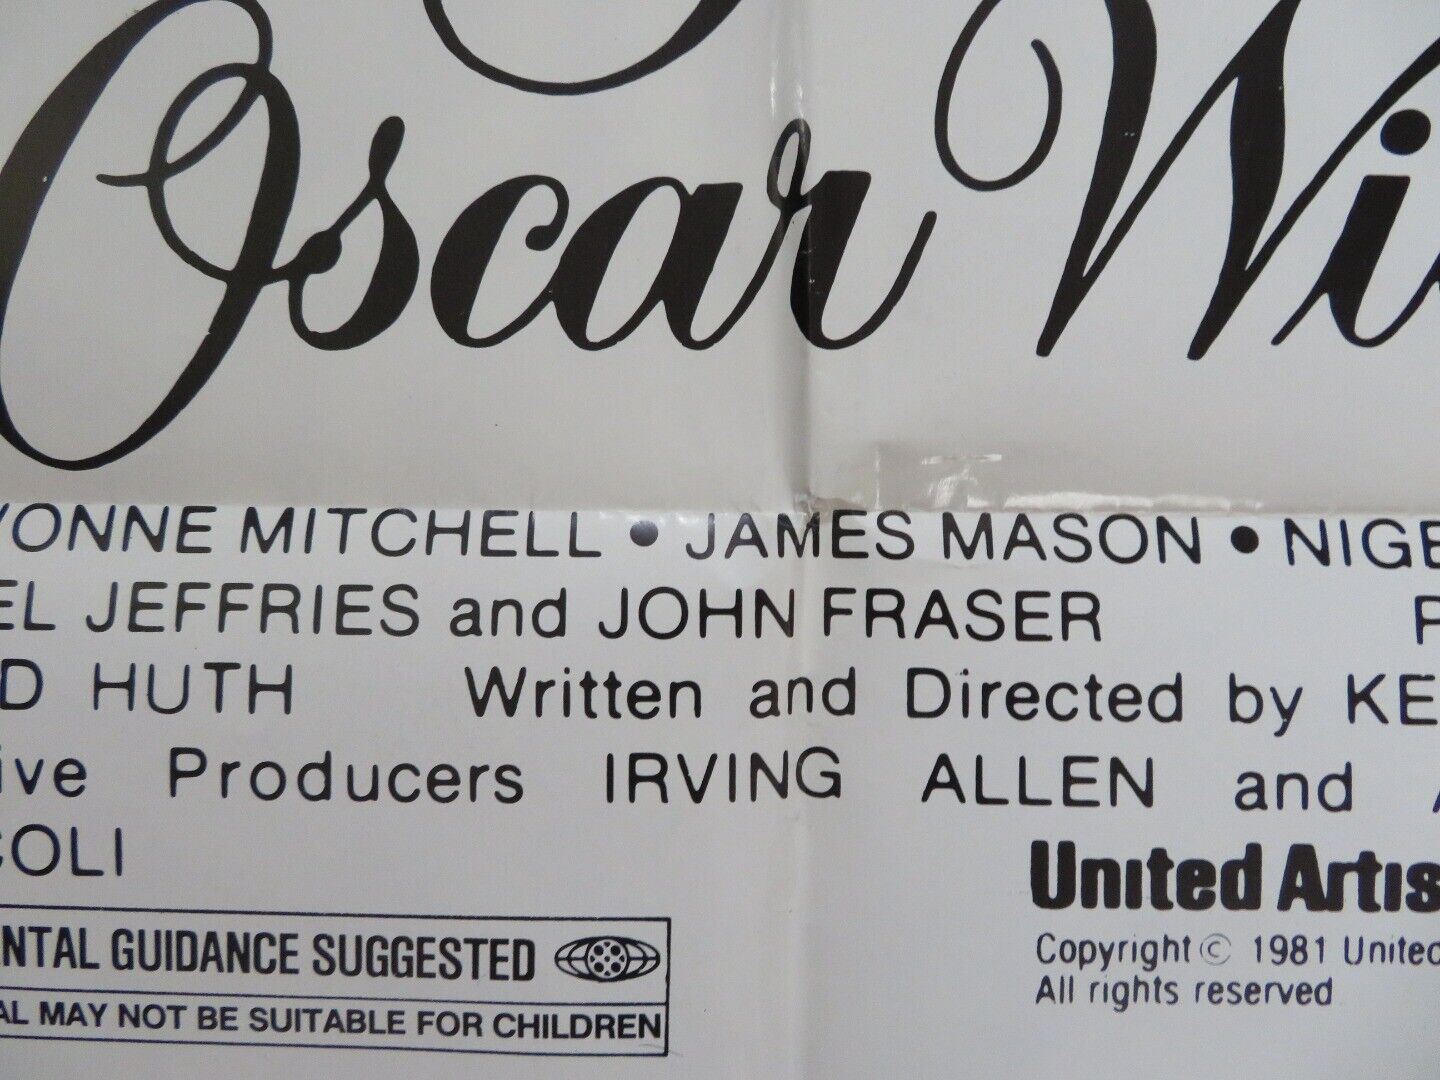 Oscar Wi
YONNE MITCHELL • JAMES MASON • NIGE
EL JEFFRIES and JOHN FRASER P
D HUTH Written and Directed by KE
ive Producers IRVING ALLEN and A
COLI
United Artis
ENTAL GUIDANCE SUGGESTED
AL MAY NOT BE SUITABLE FOR CHILDREN
Copyright © 1981 United
All rights reserved